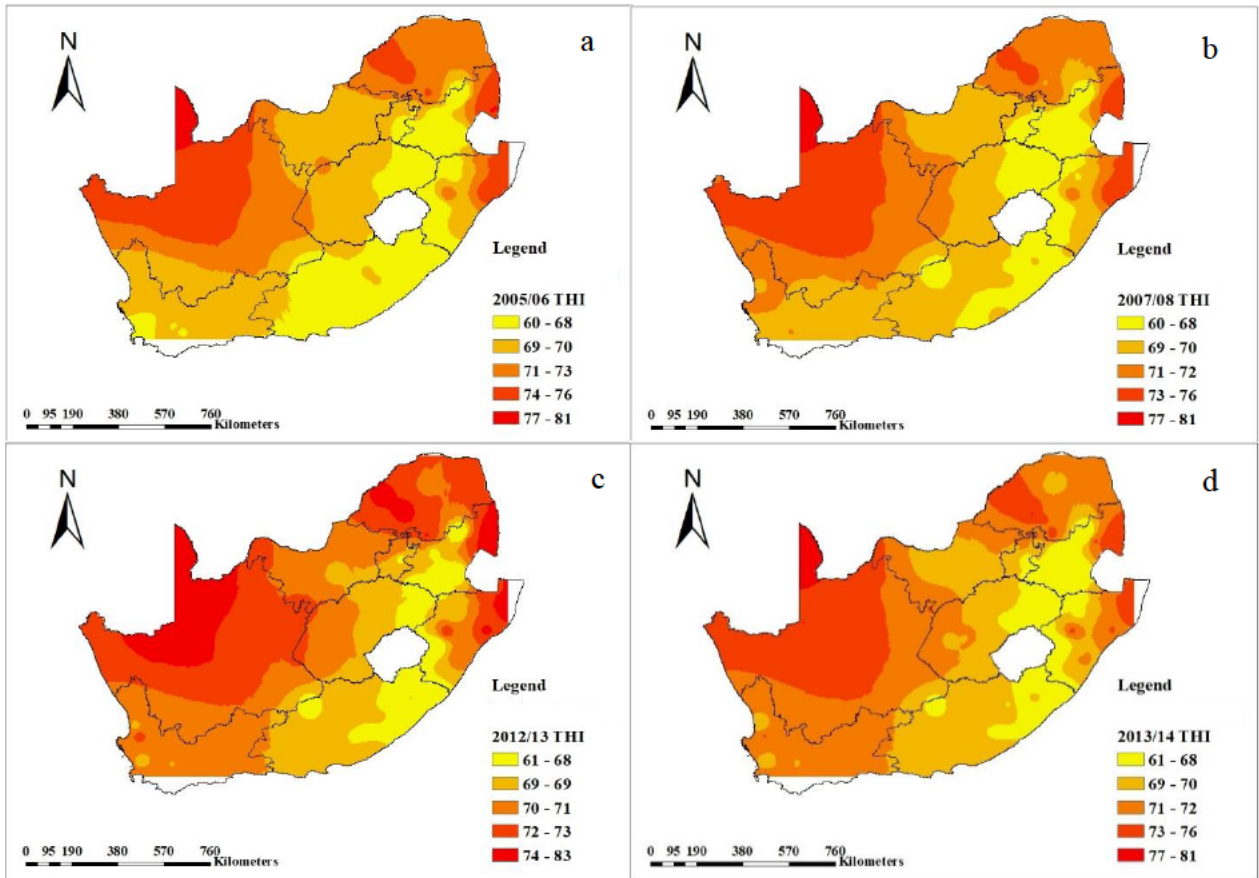 N
a
Legend
2005/06 THI
60 - 68
69 - 70
71 - 73
74 - 76
77 - 81
0 95 190 380 570 760
Kilometers
N
b
Legend
2007/08 THI
60 - 68
69 - 70
71 - 72
73 - 76
77 - 81
0 95 190 380 570 760
Kilometers
N
c
Legend
2012/13 THI
61 - 68
69 - 69
70 - 71
72 - 73
74 - 83
0 95 190 380 570 760
Kilometers
N
d
Legend
2013/14 THI
61 - 68
69 - 70
71 - 72
73 - 76
77 - 81
0 95 190 380 570 760
Kilometers